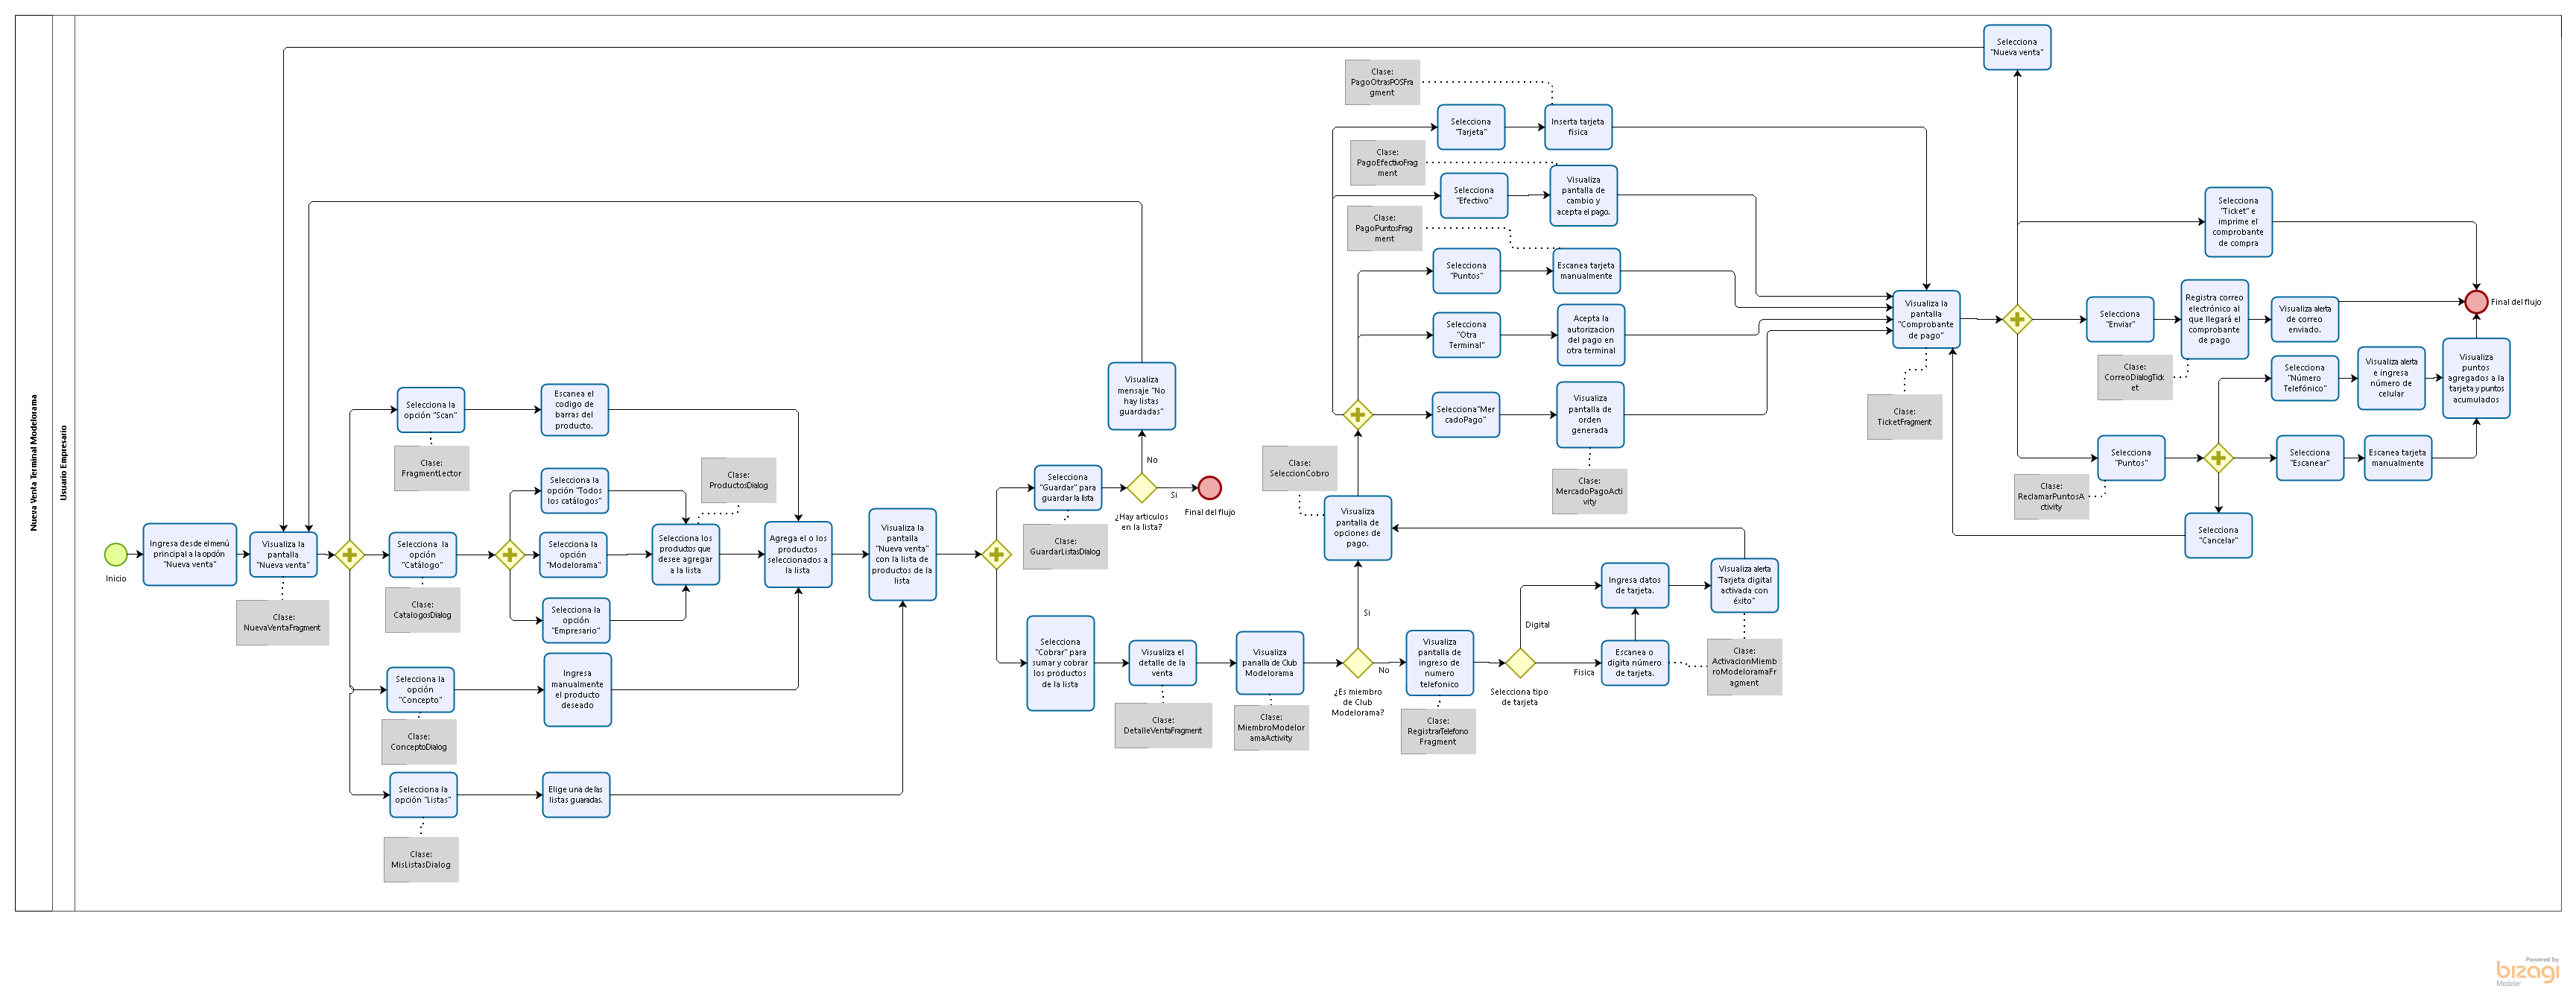 Nueva Venta Terminal Modelorama
Usuario Empresario
Inicio
Ingresa desde el menú
principal a la opción
"Nueva venta"
Visualiza la
pantalla
"Nueva venta"
Clase:
NuevaVentaFragment
Selecciona la
opción "Scan"
Clase:
FragmentLector
Escanea el
codigo de
barras del
producto.
Selecciona la
opción
"Catálogo"
Clase:
CatalogosDialog
Selecciona la
opción "Todos
los catálogos"
Selecciona la
opción
"Modelorama"
Selecciona la
opción
"Empresario"
Clase:
ProductosDialog
Selecciona los
productos que
desee agregar
a la lista
Selecciona la
opción
"Concepto"
Clase:
ConceptoDialog
Ingresa
manualmente
el producto
deseado
Selecciona la
opción "Listas"
Clase:
MisListasDialog
Elige una de las
listas guaradas.
Agrega el o los
productos
seleccionados a
la lista
Visualiza la
pantalla
"Nueva venta"
con la lista de
productos de la
lista
Selecciona
"Guardar" para
guardar la lista
Clase:
GuardarListasDialog
Visualiza
mensaje "No
hay listas
guardadas"
No
Si
¿Hay articulos
en la lista?
Final del flujo
Selecciona
"Cobrar" para
sumar y cobrar
los productos
de la lista
Visualiza el
detalle de la
venta
Clase:
DetalleVentaFragment
Visualiza
panalla de Club
Modelorama
Clase:
MiembroModelor
amaActivity
Si
No
¿Es miembro
de Club
Modelorama?
Visualiza
pantalla de
ingreso de
numero
telefonico
Clase:
RegistrarTelefono
Fragment
Digital
Fisica
Selecciona tipo
de tarjeta
Ingresa datos
de tarjeta.
Escanea o
digita número
de tarjeta.
Visualiza alerta
"Tarjeta digital
activada con
éxito"
Clase:
ActivacionMiemb
roModeloramaFr
agment
Clase:
SeleccionCobro
Visualiza
pantalla de
opciones de
pago.
Clase:
PagoOtrasPOSFra
gment
Selecciona
"Tarjeta"
Inserta tarjeta
fisica
Clase:
PagoEfectivoFrag
ment
Selecciona
"Efectivo"
Visualiza
pantalla de
cambio y
acepta el pago.
Clase:
PagoPuntosFrag
ment
Selecciona
"Puntos"
Escanea tarjeta
manualmente
Selecciona
"Otra
Terminal"
Acepta la
autorizacion
del pago en
otra terminal
Selecciona"Mer
cadoPago"
Visualiza
pantalla de
orden
generada
Clase:
MercadoPagoActi
vity
Visualiza la
pantalla
"Comprobante
de pago"
Clase:
TicketFragment
Selecciona
"Nueva venta"
Selecciona
"Ticket" e
imprime el
comprobante
de compra
Selecciona
"Enviar"
Clase:
CorreoDialogTick
et
Registra correo
electrónico al
que llegará el
comprobante
de pago
Visualiza alerta
de correo
enviado.
Final del flujo
Selecciona
"Puntos"
Clase:
ReclamarPuntosA
ctivity
Selecciona
"Número
Telefónico"
Visualiza alerta
e ingresa
número de
celular
Visualiza
puntos
agregados a la
tarjeta y puntos
acumulados
Selecciona
"Escanear"
Escanea tarjeta
manualmente
Selecciona
"Cancelar"
Powered by
bizagi
Modeler